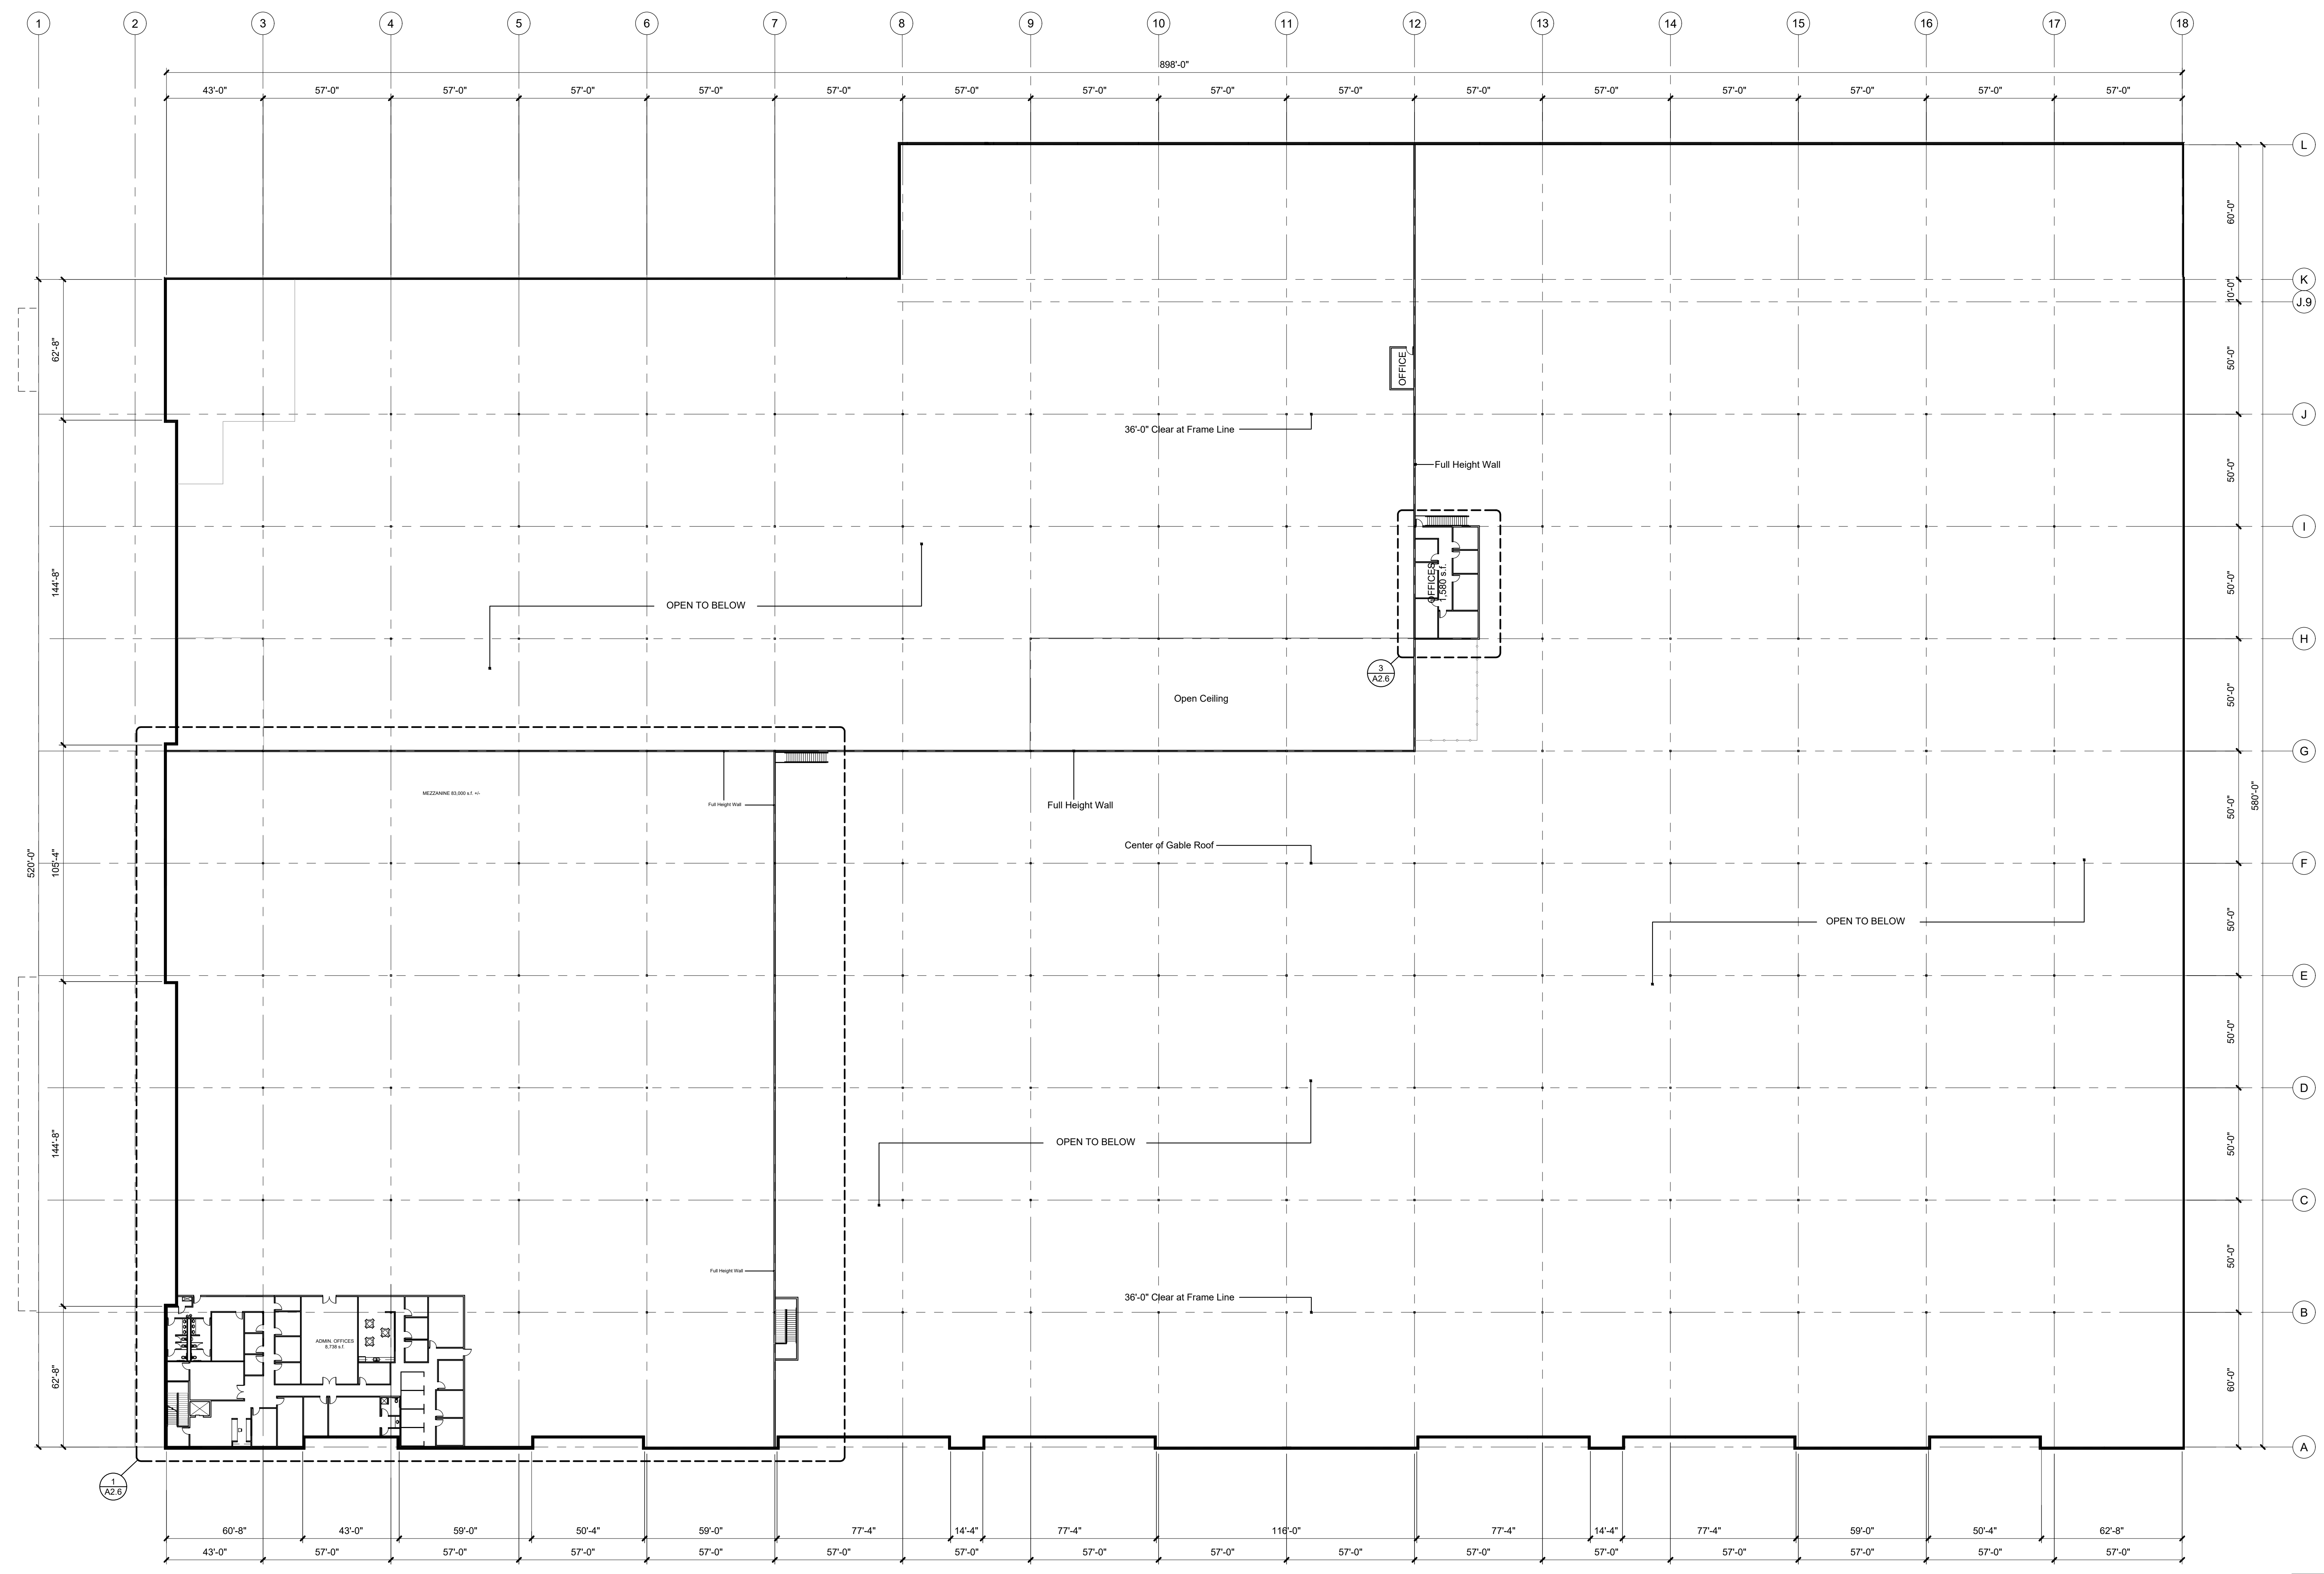 1 2 3 4 5 6 7 8 9 10 11 12 13 14 15 16 17 18
898'-0"
43'-0" 57'-0" 57'-0" 57'-0" 57'-0" 57'-0" 57'-0" 57'-0" 57'-0" 57'-0" 57'-0" 57'-0" 57'-0" 57'-0" 57'-0" 57'-0"
L
60'-0"
K
10'-0"
J.9
62'-8"
50'-0"
OFFICE
J
36'-0" Clear at Frame Line
Full Height Wall
50'-0"
I
144'-8"
OFFICES
1,580 s.f.
50'-0"
OPEN TO BELOW
H
3
A2.6
Open Ceiling
50'-0"
G
MEZZANINE 83,000 s.f. +/-
Full Height Wall
Full Height Wall
50'-0"
580'-0"
Center of Gable Roof
520'-0"
105'-4"
F
OPEN TO BELOW
50'-0"
E
50'-0"
D
144'-8"
OPEN TO BELOW
50'-0"
C
Full Height Wall
50'-0"
36'-0" Clear at Frame Line
B
ADMIN. OFFICES
8,738 s.f.
62'-8"
60'-0"
A
1
A2.6
60'-8" 43'-0" 59'-0" 50'-4" 59'-0" 77'-4" 14'-4" 77'-4" 116'-0" 77'-4" 14'-4" 77'-4" 59'-0" 50'-4" 62'-8"
43'-0" 57'-0" 57'-0" 57'-0" 57'-0" 57'-0" 57'-0" 57'-0" 57'-0" 57'-0" 57'-0" 57'-0" 57'-0" 57'-0" 57'-0" 57'-0"